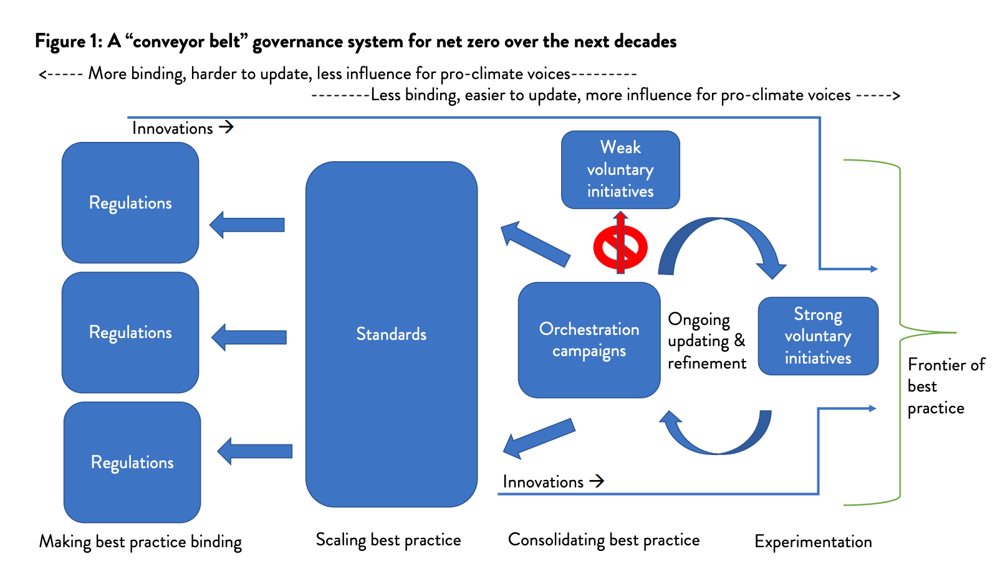 Figure 1: A “conveyor belt” governance system for net zero over the next decades
<----- More binding, harder to update, less influence for pro-climate voices---------
--------Less binding, easier to update, more influence for pro-climate voices ----->
Innovations →
Weak
voluntary
initiatives
Regulations
Regulations
Regulations
Standards
Orchestration
campaigns
Ongoing
updating &
refinement
Strong
voluntary
initiatives
Frontier of
best
practice
Innovations →
Making best practice binding
Scaling best practice
Consolidating best practice
Experimentation